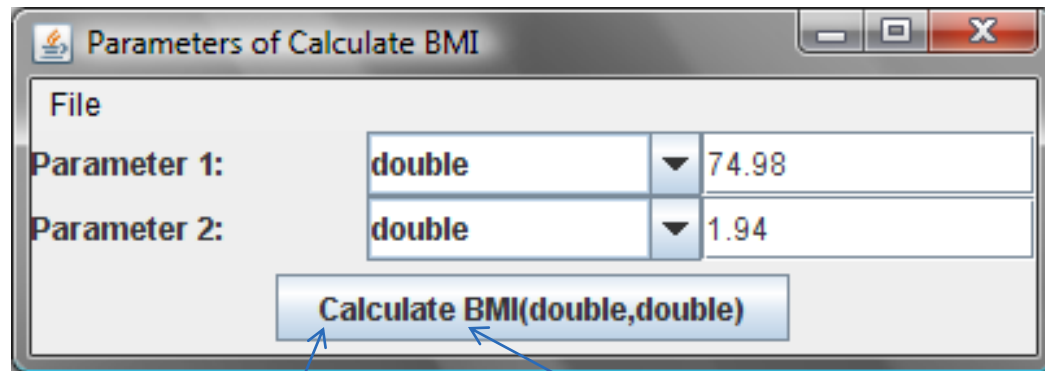 Parameters of Calculate BMI
File
Parameter 1: double 74.98
Parameter 2: double 1.94
Calculate BMI(double,double)